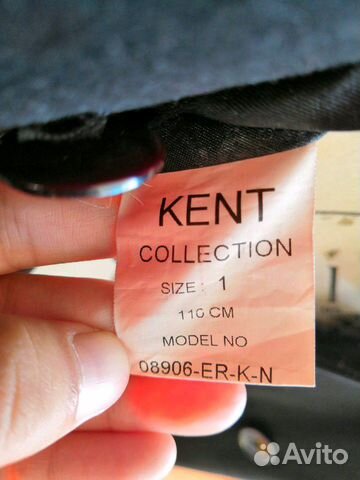 KENT
COLLECTION
SIZE: 1
110 CM
MODEL NO
08906-ER-K-N
Avito